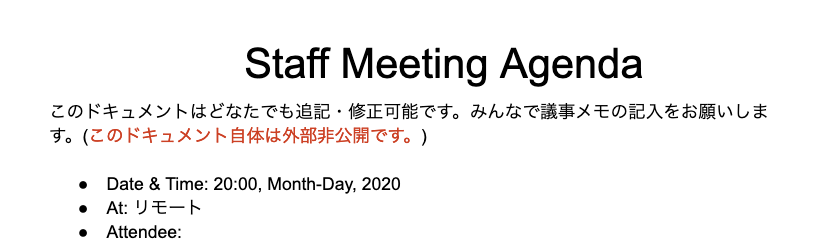 Staff Meeting Agenda
このドキュメントはどなたでも追記・修正可能です。みんなで議事メモの記入をお願いしま
す。(このドキュメント自体は外部非公開です。)
● Date & Time: 20:00, Month-Day, 2020
● At: リモート
● Attendee: